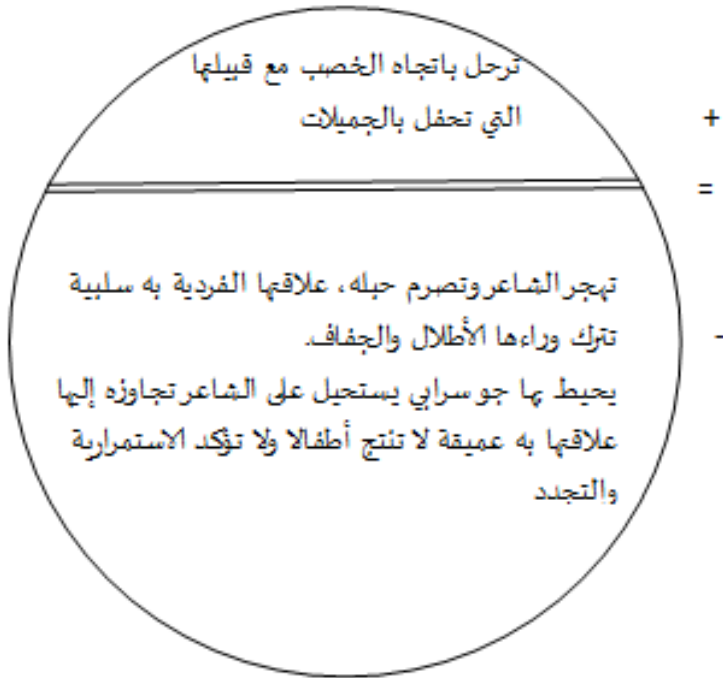 ترحل باتجاه الخصب مع قبيلتها
التي تحفل بالجميلات
+
=
تهجر الشاعر وتصرم حبله، علاقتها الفردية به سلبية
تترك وراءها الأطلال والجفاف.
-
يحيط بها جو سرابي يستحيل على الشاعر تجاوزه إليها
علاقتها به عميقة لا تنتج أطفالا ولا تؤكد الاستمرارية
والتجدد